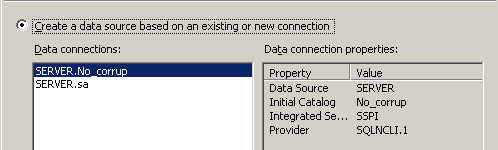 Create a data source based on an existing or new connection
Data connections:
SERVER.No_corrup
SERVER.sa
Data connection properties:
Property Value
Data Source SERVER
Initial Catalog No_corrup
Integrated Se... SSPI
Provider SQLNCLI.1